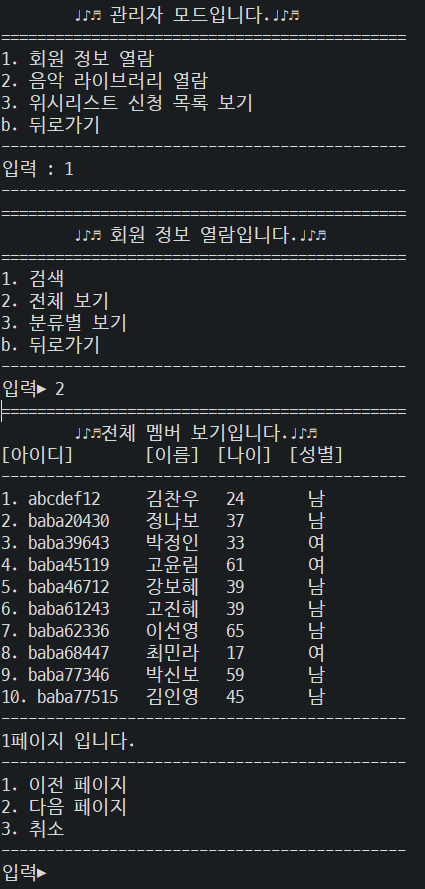 ♩♪♬ 관리자 모드입니다.♩♪♬
=============================================
1. 회원 정보 열람
2. 음악 라이브러리 열람
3. 위시리스트 신청 목록 보기
b. 뒤로가기
---------------------------------------------
입력 : 1
---------------------------------------------
=============================================
♩♪♬ 회원 정보 열람입니다.♩♪♬
=============================================
1. 검색
2. 전체 보기
3. 분류별 보기
b. 뒤로가기
---------------------------------------------
입력▶ 2
=============================================
♩♪♬전체 멤버 보기입니다.♩♪♬
[아이디] [이름] [나이] [성별]
---------------------------------------------
1. abcdef12 김찬우 24 남
2. baba20430 정나보 37 남
3. baba39643 박정인 33 여
4. baba45119 고윤림 61 여
5. baba46712 강보혜 39 남
6. baba61243 고진혜 39 남
7. baba62336 이선영 65 남
8. baba68447 최민라 17 여
9. baba77346 박신보 59 남
10. baba77515 김인영 45 남
---------------------------------------------
1페이지 입니다.
---------------------------------------------
1. 이전 페이지
2. 다음 페이지
3. 취소
---------------------------------------------
입력▶